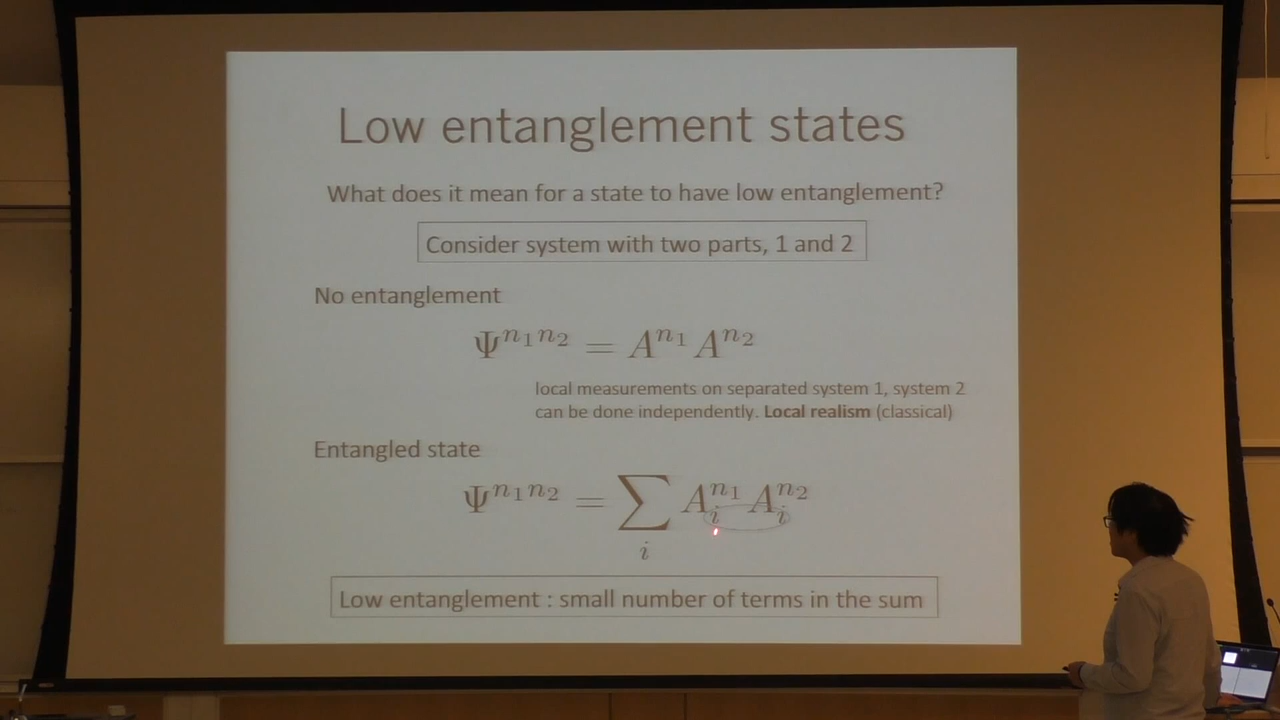 Low entanglement states
What does it mean for a state to have low entanglement?
Consider system with two parts, 1 and 2
No entanglement
Ψ^{n₁n₂} = A^{n₁} A^{n₂}
local measurements on separated system 1, system 2
can be done independently. Local realism (classical)
Entangled state
Ψ^{n₁n₂} = ∑_i A_i^{n₁} A_i^{n₂}
Low entanglement : small number of terms in the sum